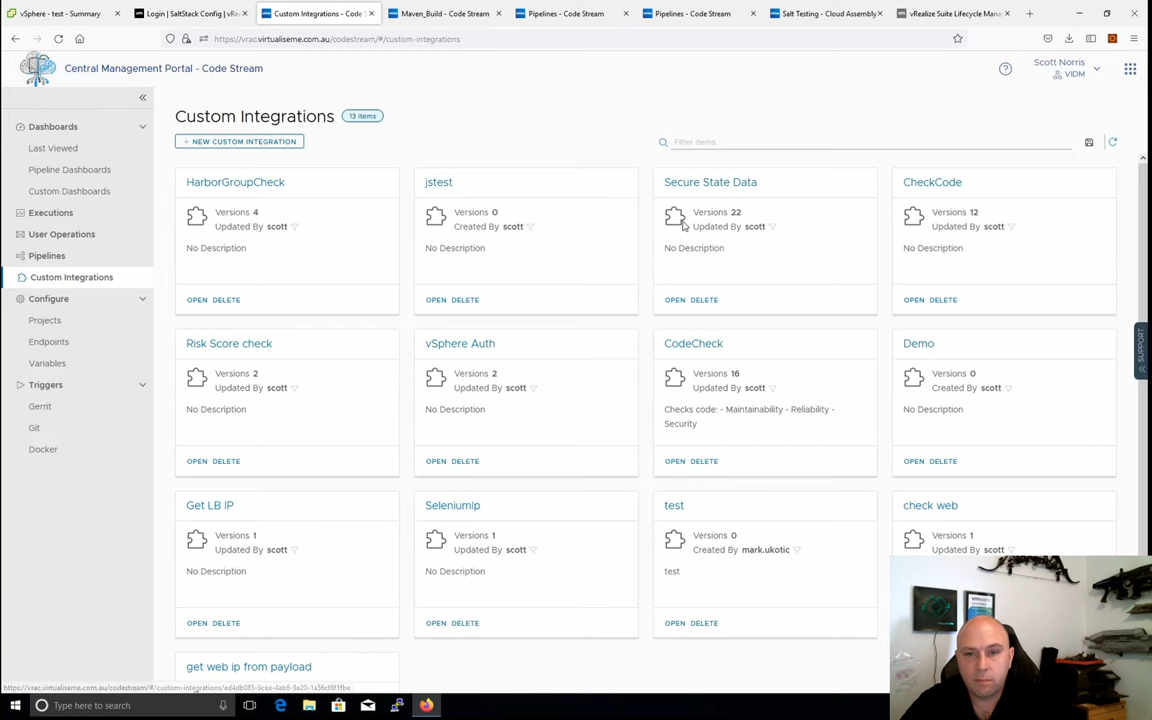 vSphere - test - Summary
Login | SaltStack Config | vRe
Custom Integrations - Code
Maven_Build - Code Stream
Pipelines - Code Stream
Pipelines - Code Stream
Salt Testing - Cloud Assembly
vRealize Suite Lifecycle Man
https://vrac.virtualiseme.com.au/codestream/#/custom-integrations
Central Management Portal - Code Stream
Scott Norris
VIDM
Dashboards
Last Viewed
Pipeline Dashboards
Custom Dashboards
Executions
User Operations
Pipelines
Custom Integrations
Configure
Projects
Endpoints
Variables
Triggers
Gerrit
Git
Docker
Custom Integrations 13 items
+ NEW CUSTOM INTEGRATION
Filter items.
HarborGroupCheck
Versions 4
Updated By scott
No Description
OPEN DELETE
jstest
Versions 0
Created By scott
No Description
OPEN DELETE
Secure State Data
Versions 22
Updated By scott
No Description
OPEN DELETE
CheckCode
Versions 12
Updated By scott
No Description
OPEN DELETE
Risk Score check
Versions 2
Updated By scott
No Description
OPEN DELETE
vSphere Auth
Versions 2
Updated By scott
No Description
OPEN DELETE
CodeCheck
Versions 16
Updated By scott
Checks code: - Maintainability - Reliability -
Security
OPEN DELETE
Demo
Versions 0
Created By scott
No Description
OPEN DELETE
Get LB IP
Versions 1
Updated By scott
No Description
OPEN DELETE
SeleniumIp
Versions 1
Updated By scott
No Description
OPEN DELETE
test
Versions 0
Created By mark.ukotic
test
OPEN DELETE
check web
Versions 1
Updated By scott
get web ip from payload
SUPPORT
Type here to search